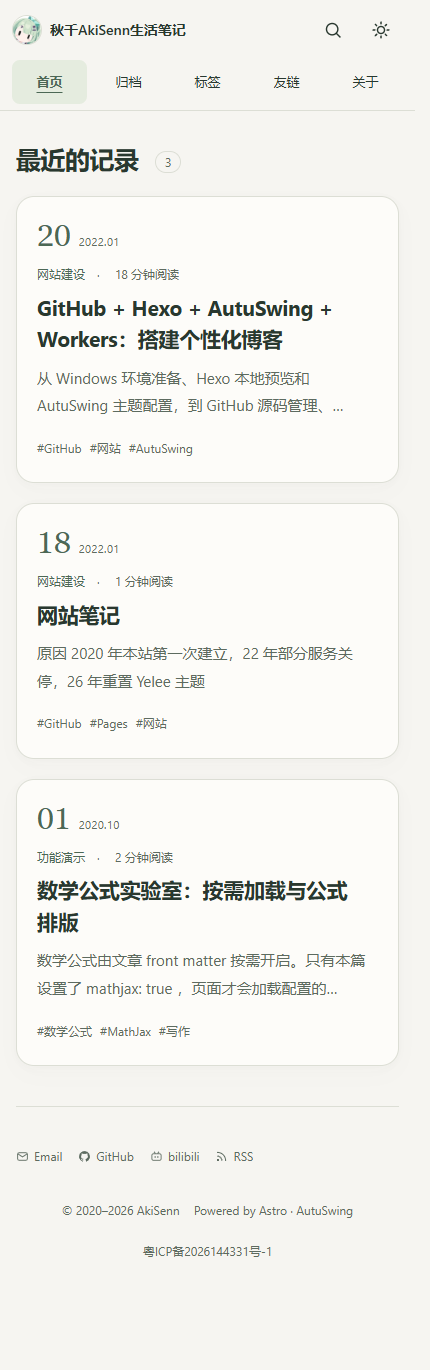 秋千AkiSenn生活笔记
首页 归档 标签 友链 关于
最近的记录 3
20 2022.01
网站建设 · 18 分钟阅读
GitHub + Hexo + AutuSwing +
Workers：搭建个性化博客
从 Windows 环境准备、Hexo 本地预览和
AutuSwing 主题配置，到 GitHub 源码管理、...
#GitHub #网站 #AutuSwing
18 2022.01
网站建设 · 1 分钟阅读
网站笔记
原因 2020 年本站第一次建立，22 年部分服务关
停，26 年重置 Yelee 主题
#GitHub #Pages #网站
01 2020.10
功能演示 · 2 分钟阅读
数学公式实验室：按需加载与公式
排版
数学公式由文章 front matter 按需开启。只有本篇
设置了 mathjax: true ，页面才会加载配置的...
#数学公式 #MathJax #写作
Email GitHub bilibili RSS
© 2020–2026 AkiSenn Powered by Astro · AutuSwing
粤ICP备2026144331号-1